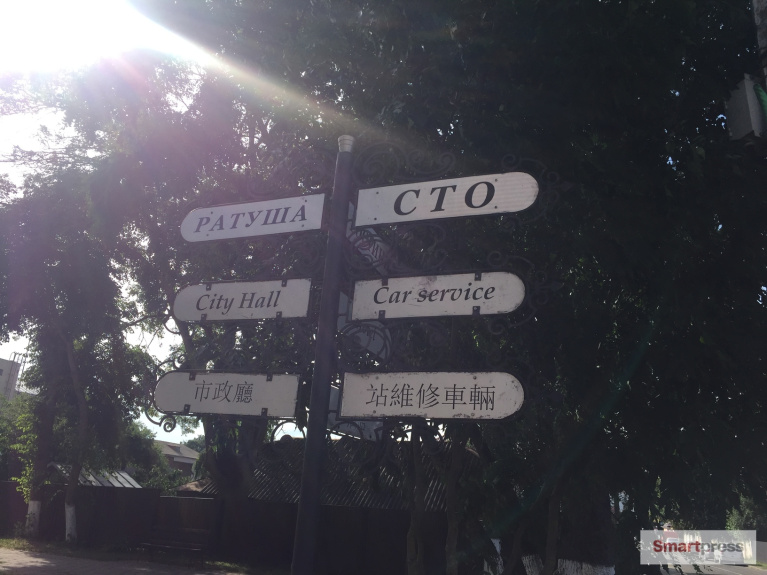 РАТУША
СТО
City Hall
Car service
市政廳
站維修車輛
Smartpress